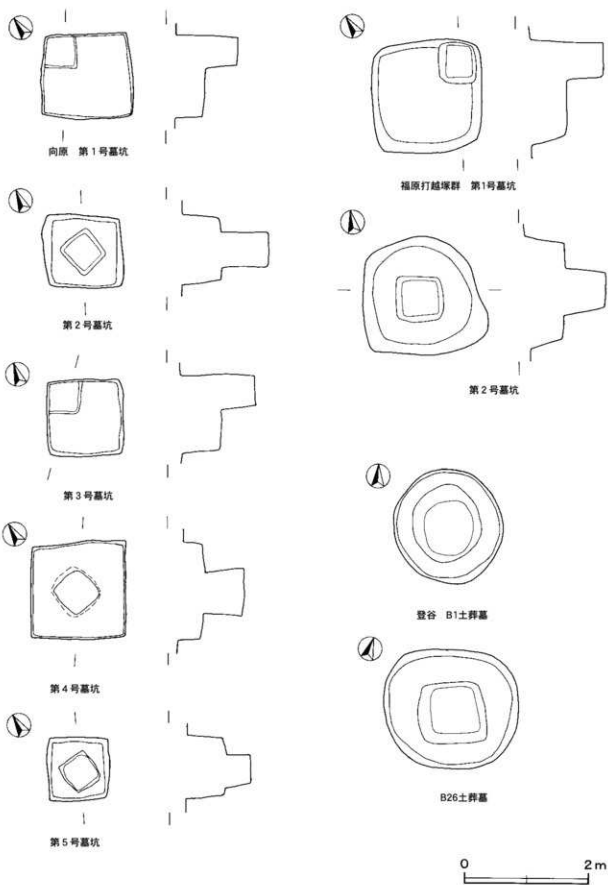 向原 第1号墓坑
第2号墓坑
第3号墓坑
第4号墓坑
第5号墓坑
福原打越塚群 第1号墓坑
第2号墓坑
登谷 B1土葬墓
B26土葬墓
0 2m